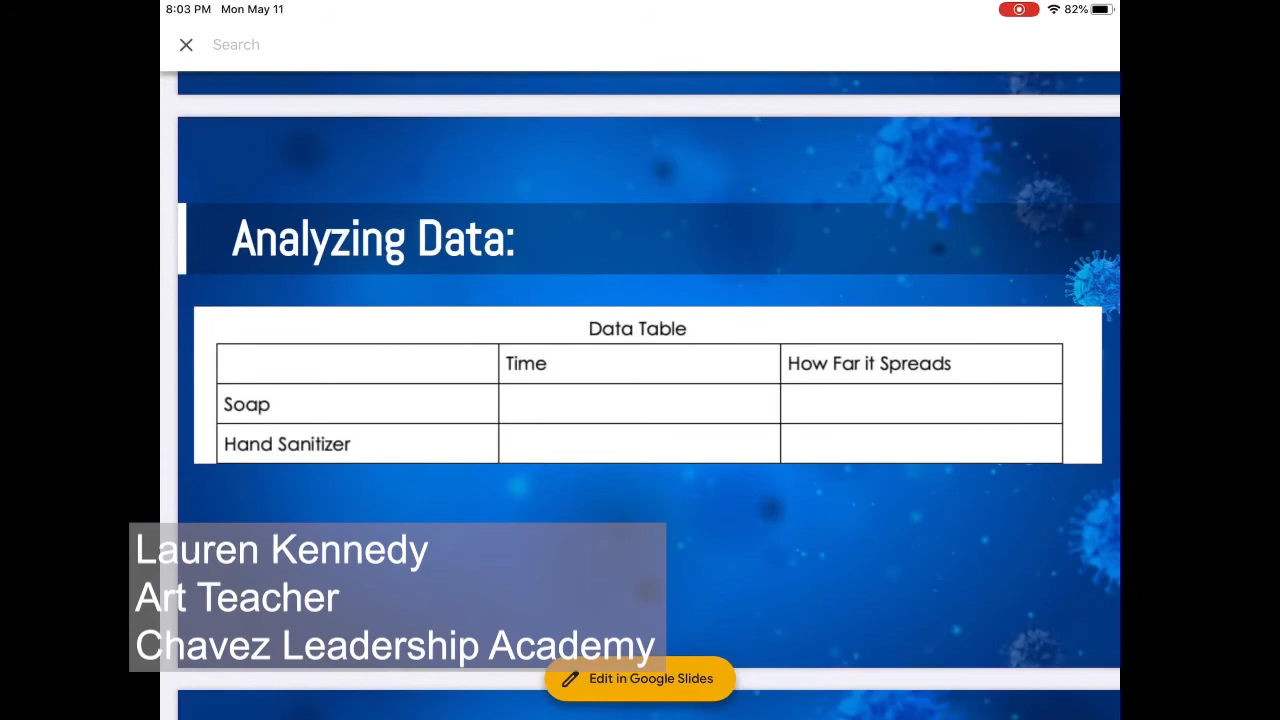 8:03 PM Mon May 11
82%
Search
Analyzing Data:
Data Table
Time How Far it Spreads
Soap
Hand Sanitizer
Lauren Kennedy
Art Teacher
Chavez Leadership Academy
Edit in Google Slides